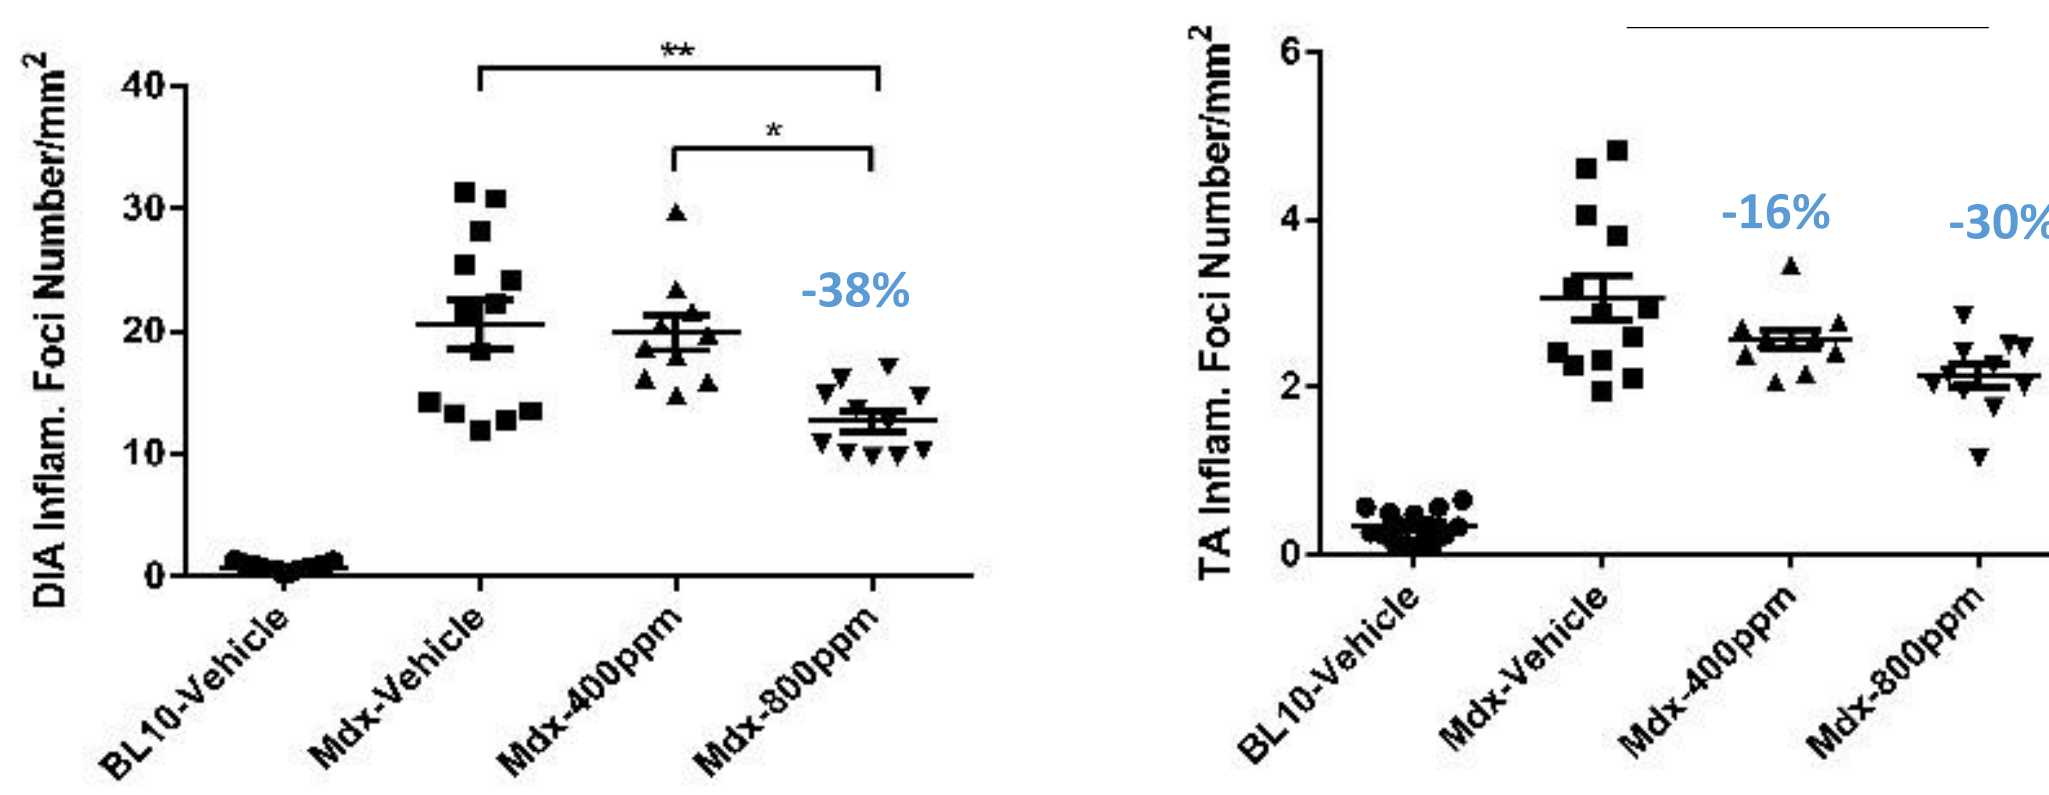 DIA Inflam. Foci Number/mm²
40
30
20
10
0
**
*
-38%
BL10-Vehicle
Mdx-Vehicle
Mdx-400ppm
Mdx-800ppm
TA Inflam. Foci Number/mm²
6
4
2
0
-16%
-30%
BL10-Vehicle
Mdx-Vehicle
Mdx-400ppm
Mdx-800ppm